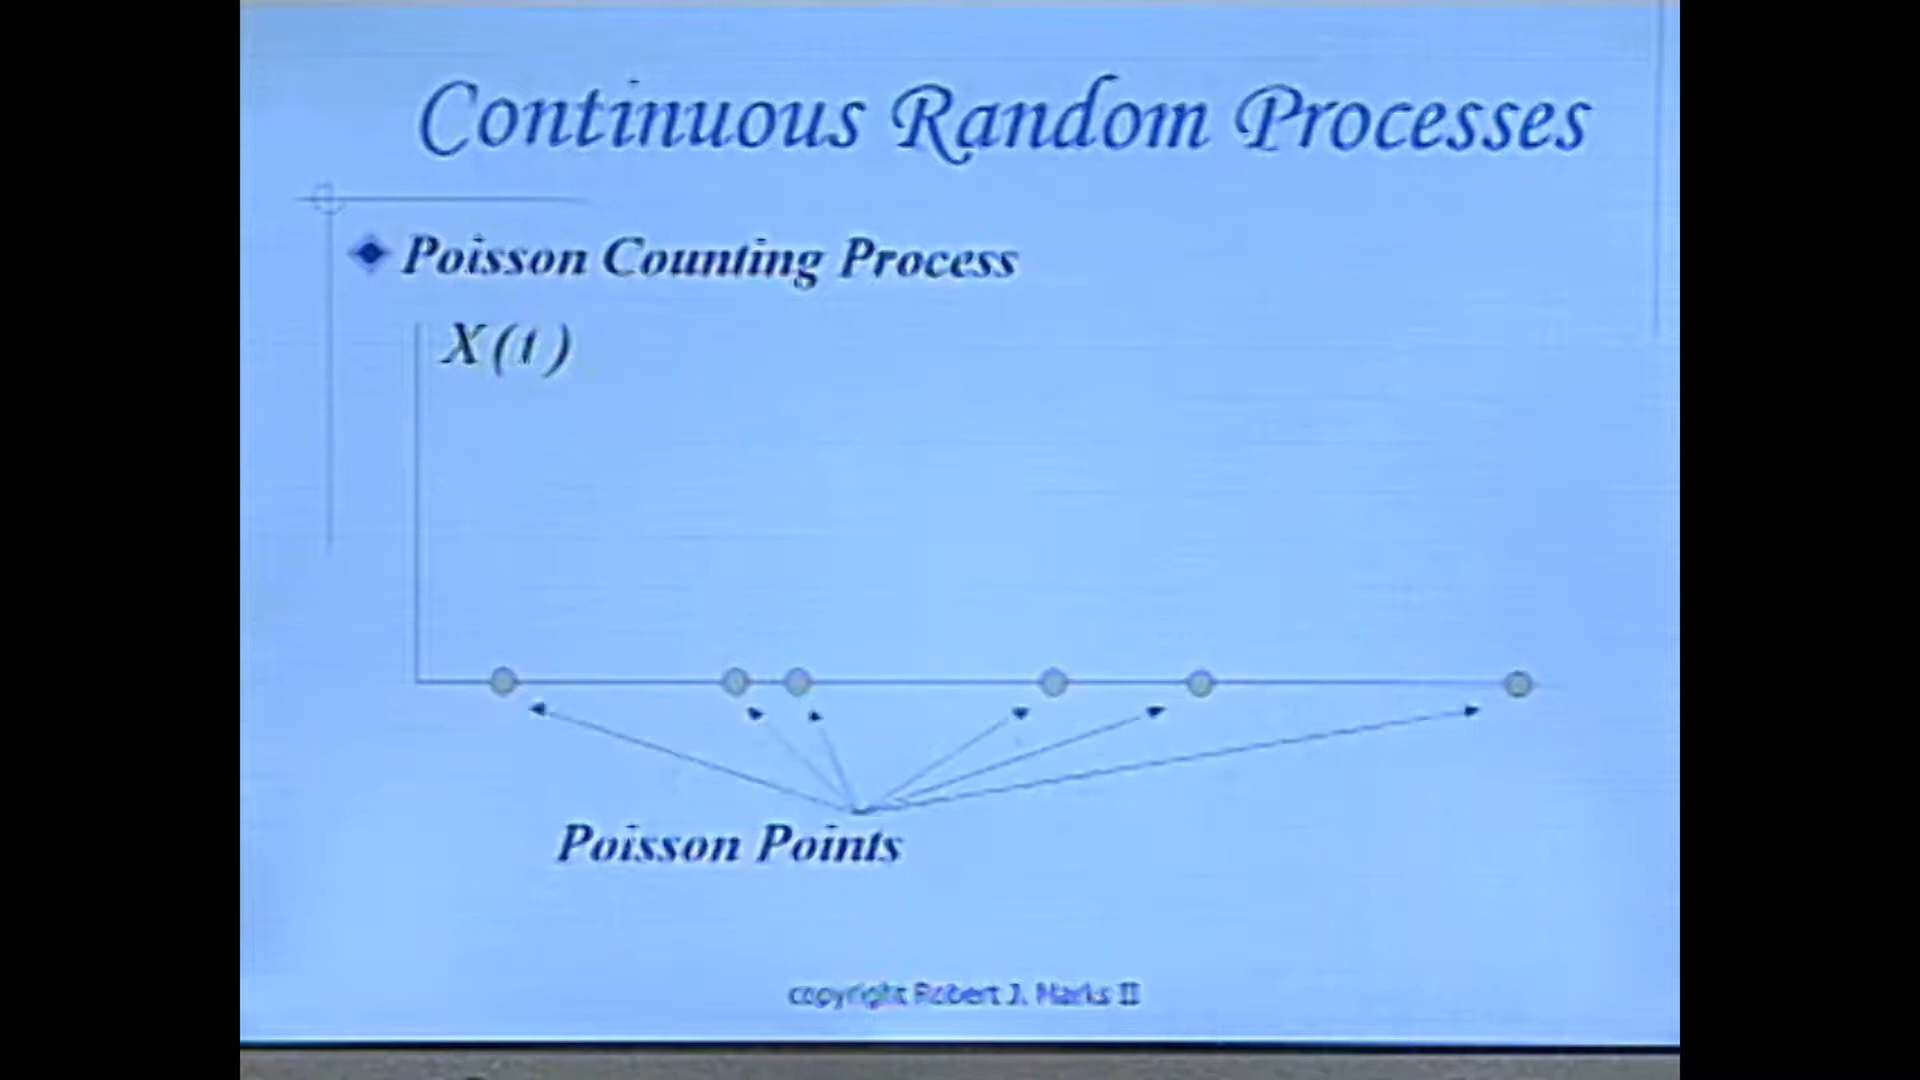 Continuous Random Processes
Poisson Counting Process
X(t)
Poisson Points
copyright Robert J. Marks II